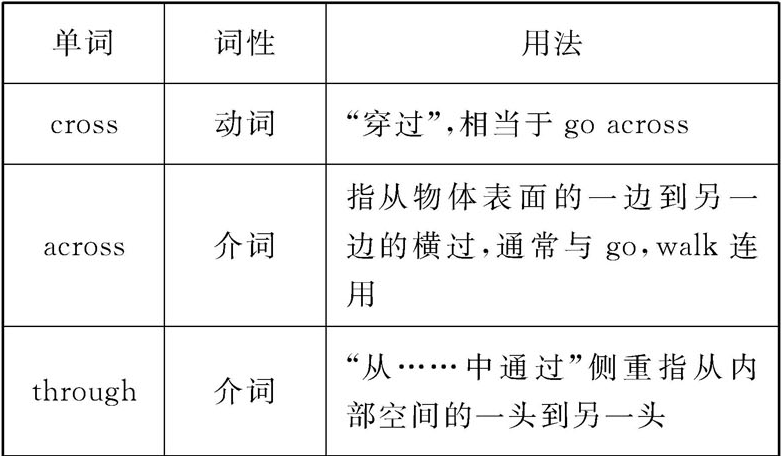 单词 词性 用法
cross 动词 “穿过”,相当于 go across
across 介词 指从物体表面的一边到另一
边的横过,通常与 go,walk 连
用
through 介词 “从……中通过”侧重指从内
部空间的一头到另一头